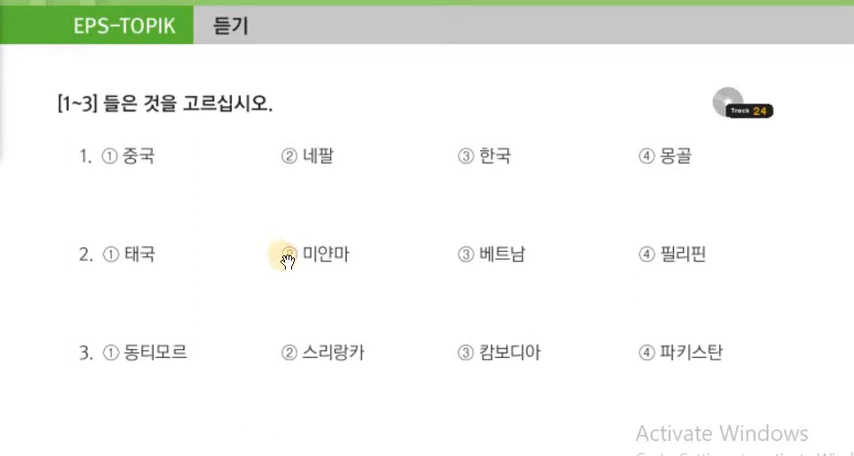 EPS-TOPIK 듣기
[1~3] 들은 것을 고르십시오.
Track 24
1. ① 중국 ② 네팔 ③ 한국 ④ 몽골
2. ① 태국 ② 미얀마 ③ 베트남 ④ 필리핀
3. ① 동티모르 ② 스리랑카 ③ 캄보디아 ④ 파키스탄
Activate Windows